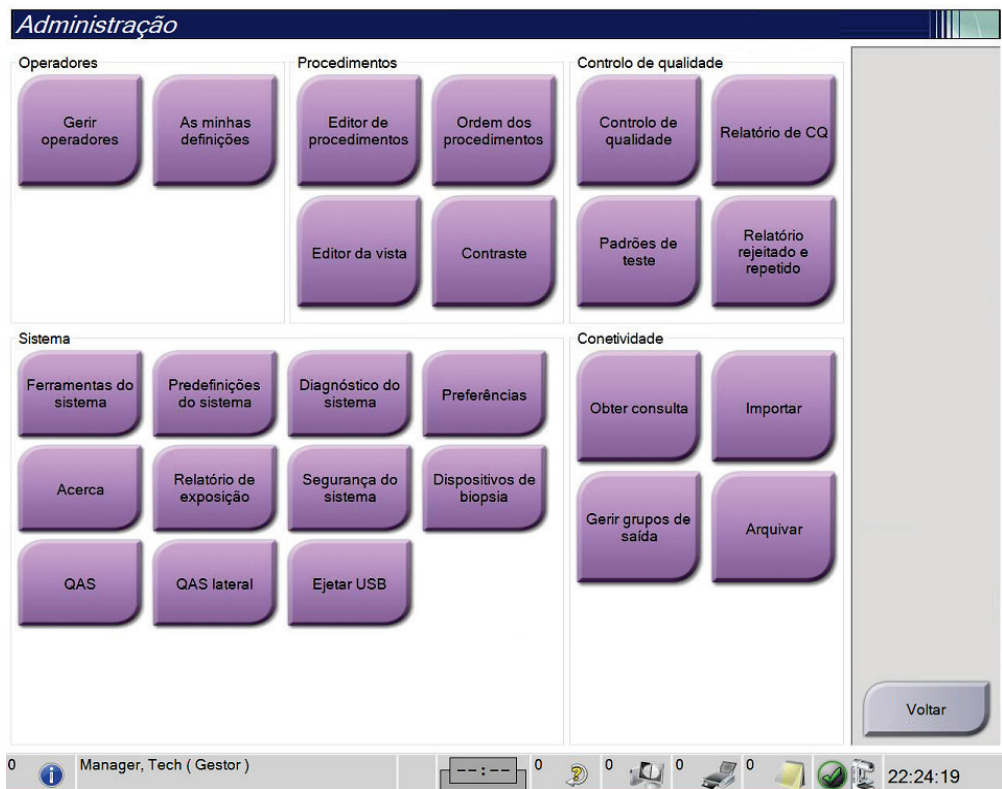 Administração
Operadores
Gerir
operadores
As minhas
definições
Procedimentos
Editor de
procedimentos
Ordem dos
procedimentos
Editor da vista
Contraste
Controlo de qualidade
Controlo de
qualidade
Relatório de CQ
Padrões de
teste
Relatório
rejeitado e
repetido
Sistema
Ferramentas do
sistema
Predefinições
do sistema
Diagnóstico do
sistema
Preferências
Acerca
Relatório de
exposição
Segurança do
sistema
Dispositivos de
biopsia
QAS
QAS lateral
Ejetar USB
Conetividade
Obter consulta
Importar
Gerir grupos de
saída
Arquivar
Voltar
0 Manager, Tech ( Gestor ) --:-- 0 0 0 0 22:24:19